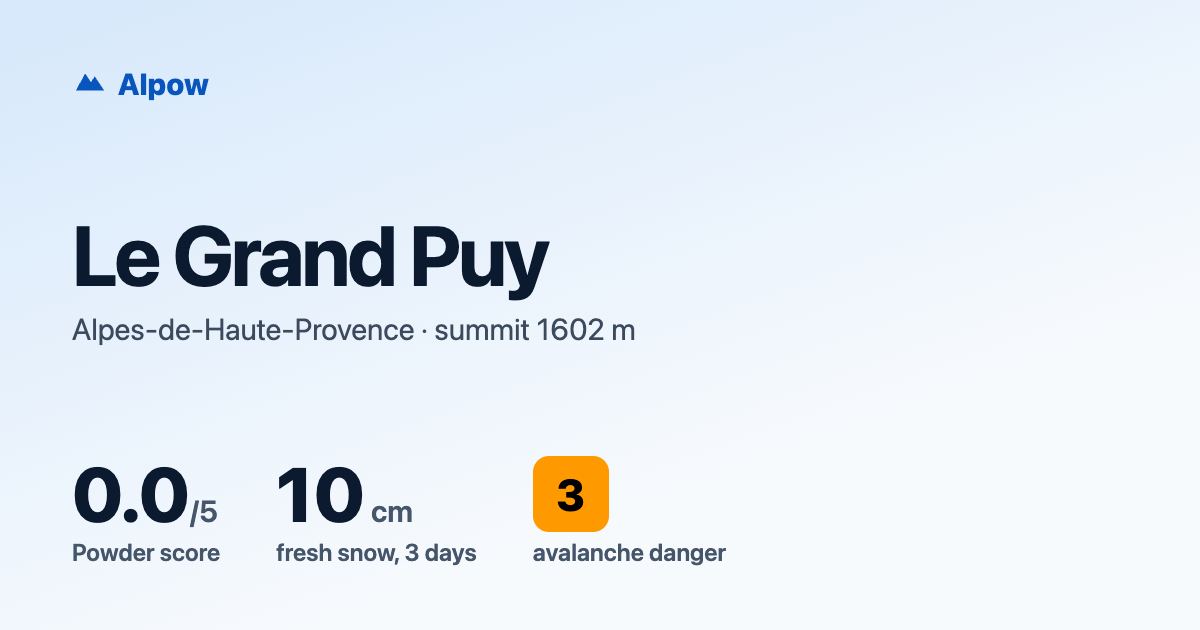 Alpow
Le Grand Puy
Alpes-de-Haute-Provence · summit 1602 m
0.0/5
Powder score
10 cm
fresh snow, 3 days
3
avalanche danger